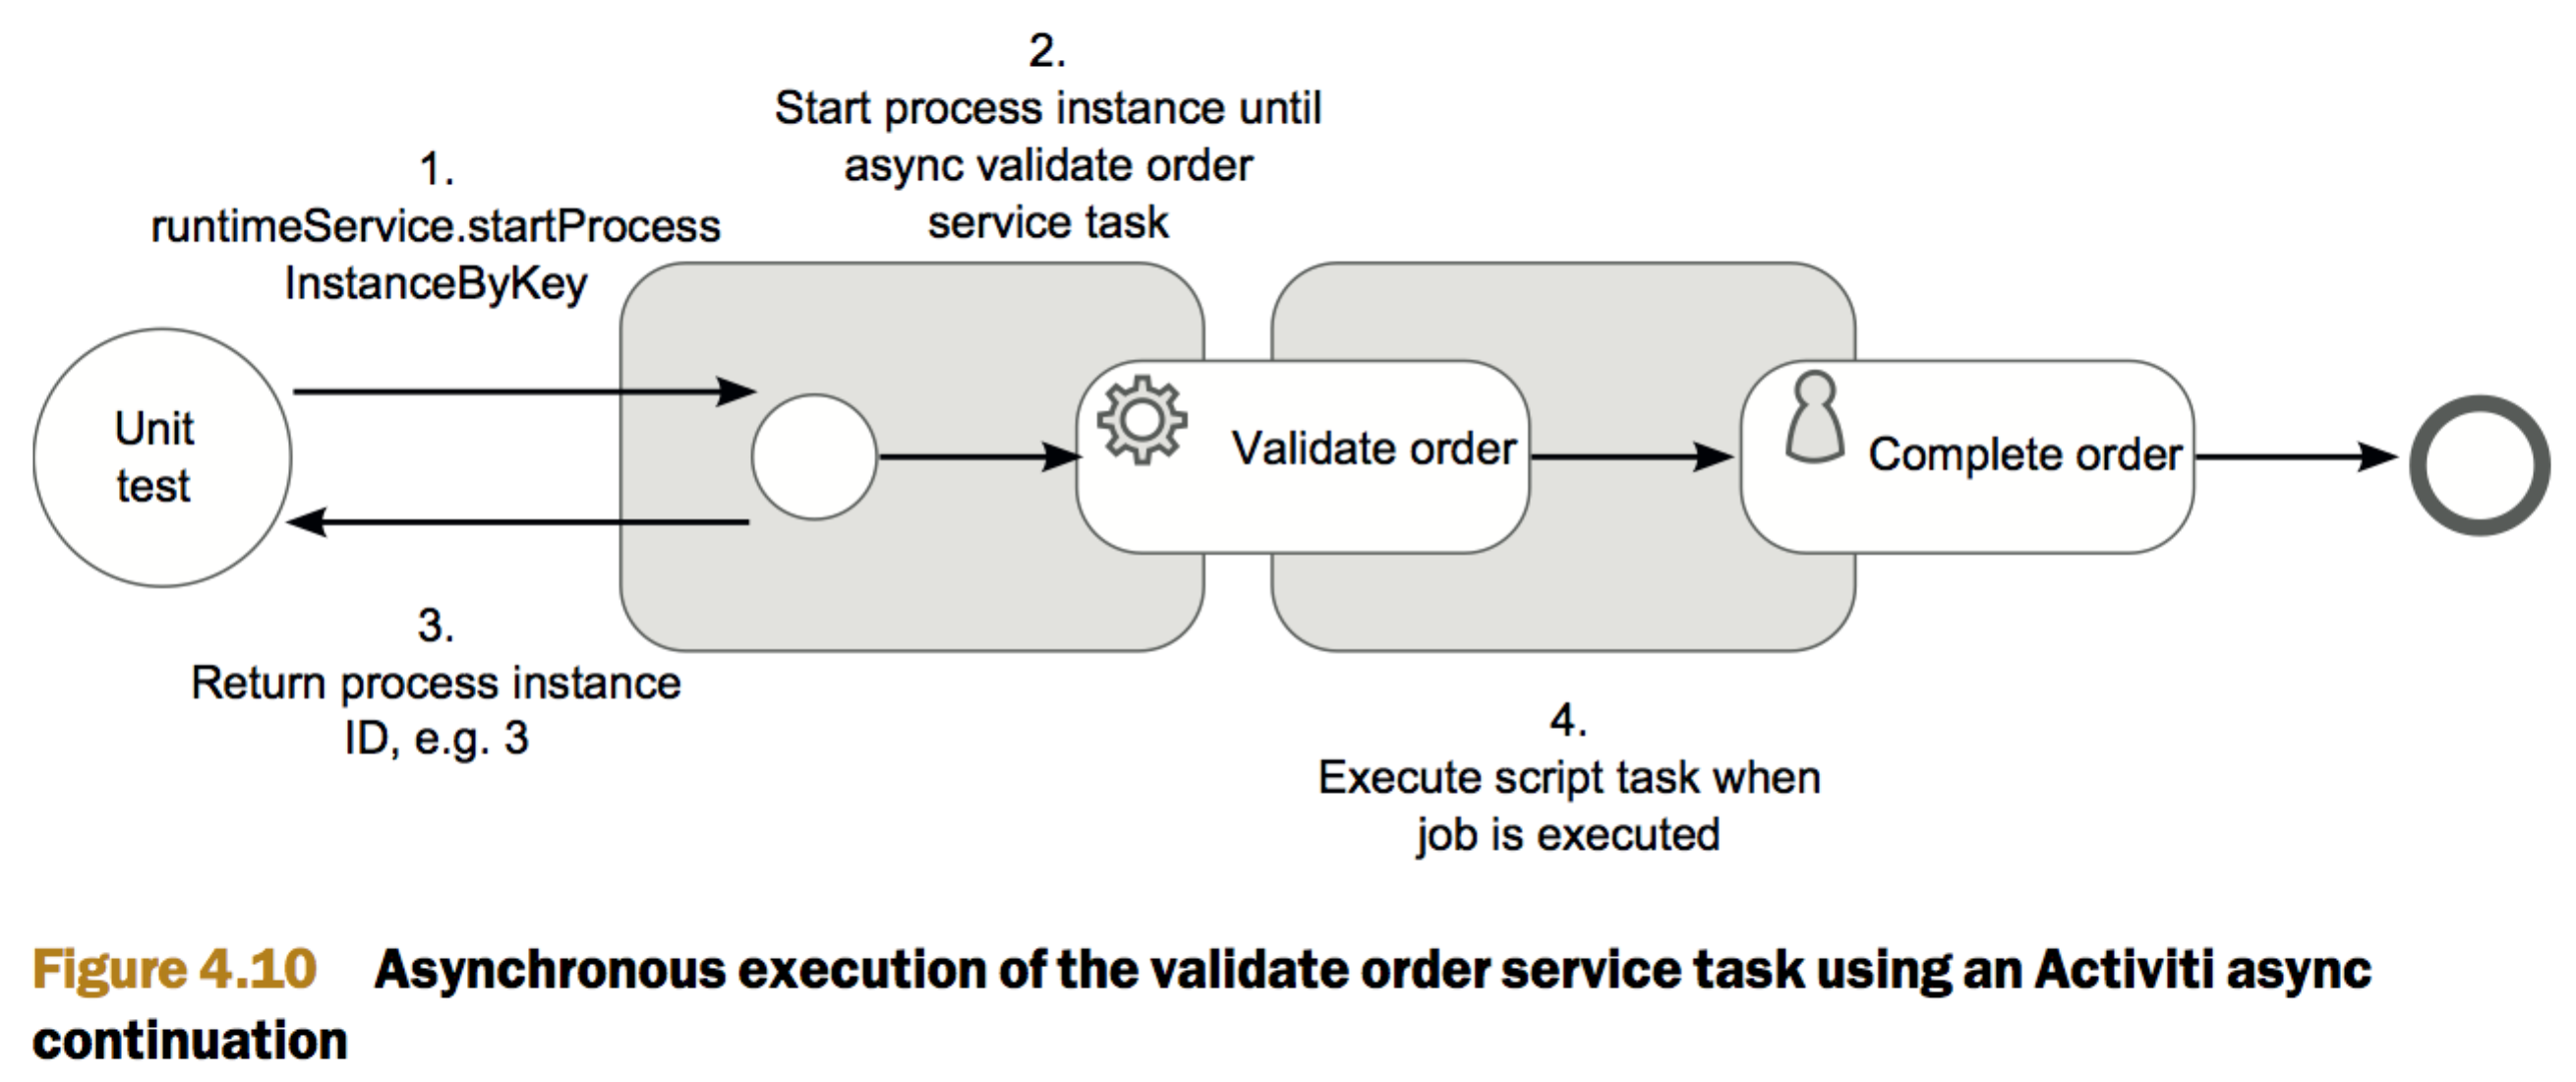 1.
runtimeService.startProcess
InstanceByKey
2.
Start process instance until
async validate order
service task
Unit
test
Validate order
Complete order
3.
Return process instance
ID, e.g. 3
4.
Execute script task when
job is executed
Figure 4.10 Asynchronous execution of the validate order service task using an Activiti async
continuation